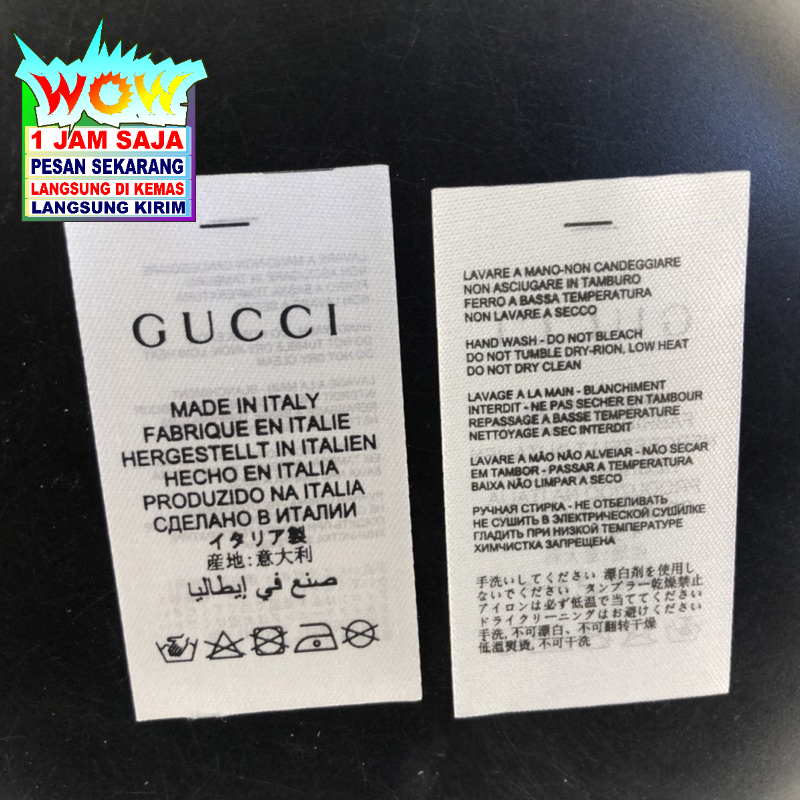 WOW
1 JAM SAJA
PESAN SEKARANG
LANGSUNG DI KEMAS
LANGSUNG KIRIM
GUCCI
MADE IN ITALY
FABRIQUE EN ITALIE
HERGESTELLT IN ITALIEN
HECHO EN ITALIA
PRODUZIDO NA ITALIA
СДЕЛАНО В ИТАЛИИ
イタリア製
産地:意大利
صنع في إيطاليا
LAVARE A MANO-NON CANDEGGIARE
NON ASCIUGARE IN TAMBURO
FERRO A BASSA TEMPERATURA
NON LAVARE A SECCO
HAND WASH - DO NOT BLEACH
DO NOT TUMBLE DRY-RION, LOW HEAT
DO NOT DRY CLEAN
LAVAGE A LA MAIN - BLANCHIMENT
INTERDIT - NE PAS SECHER EN TAMBOUR
REPASSAGE A BASSE TEMPERATURE
NETTOYAGE A SEC INTERDIT
LAVARE A MÃO NÃO ALVEIAR - NÃO SECAR
EM TAMBOR - PASSAR A TEMPERATURA
BAIXA NÃO LIMPAR A SECO
РУЧНАЯ СТИРКА - НЕ ОТБЕЛИВАТЬ
НЕ СУШИТЬ В ЭЛЕКТРИЧЕСКОЙ СУШИЛКЕ
ГЛАДИТЬ ПРИ НИЗКОЙ ТЕМПЕРАТУРЕ
ХИМЧИСТКА ЗАПРЕЩЕНА
手洗いしてください 漂白剤を使用し
ないでください タンブラー乾燥禁止
アイロンは必ず低温で当ててください
ドライクリーニングはお避けください
手洗,不可漂白、不可翻转干燥
低温熨烫,不可干洗